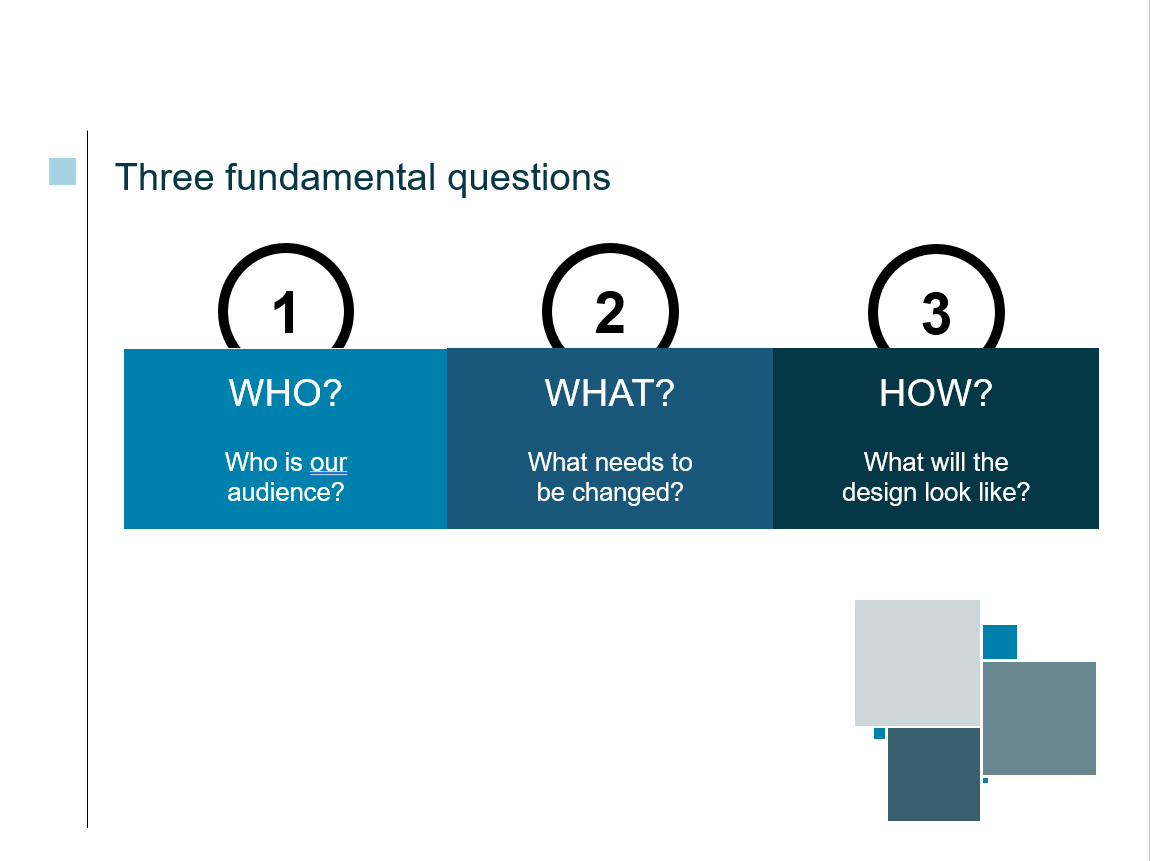 Three fundamental questions
1
2
3
WHO?
Who is our
audience?
WHAT?
What needs to
be changed?
HOW?
What will the
design look like?